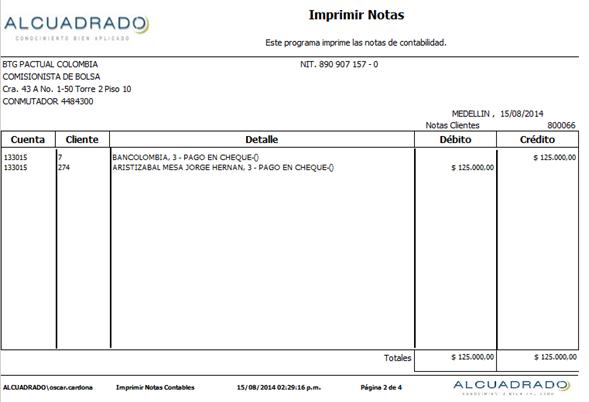 ALCUADRADO
CONOCIMIENTO BIEN APLICADO
Imprimir Notas
Este programa imprime las notas de contabilidad.
BTG PACTUAL COLOMBIA NIT. 890 907 157 - 0
COMISIONISTA DE BOLSA
Cra. 43 A No. 1-50 Torre 2 Piso 10
CONMUTADOR 4484300
MEDELLIN , 15/08/2014
Notas Clientes 800066
Cuenta Cliente Detalle Débito Crédito
133015 7 BANCOLOMBIA, 3 - PAGO EN CHEQUE-() $ 125.000,00
133015 274 ARISTIZABAL MESA JORGE HERNAN, 3 - PAGO EN CHEQUE-() $ 125.000,00
Totales $ 125.000,00 $ 125.000,00
ALCUADRADO\oscar.cardona Imprimir Notas Contables 15/08/2014 02:29:16 p.m. Página 2 de 4 ALCUADRADO